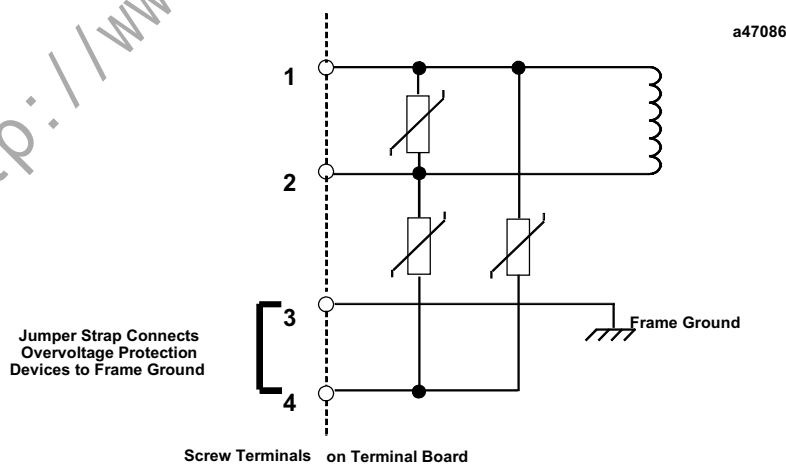 p://ww
a47086
1
2
3
Frame Ground
Jumper Strap Connects
Overvoltage Protection
Devices to Frame Ground
4
Screw Terminals on Terminal Board